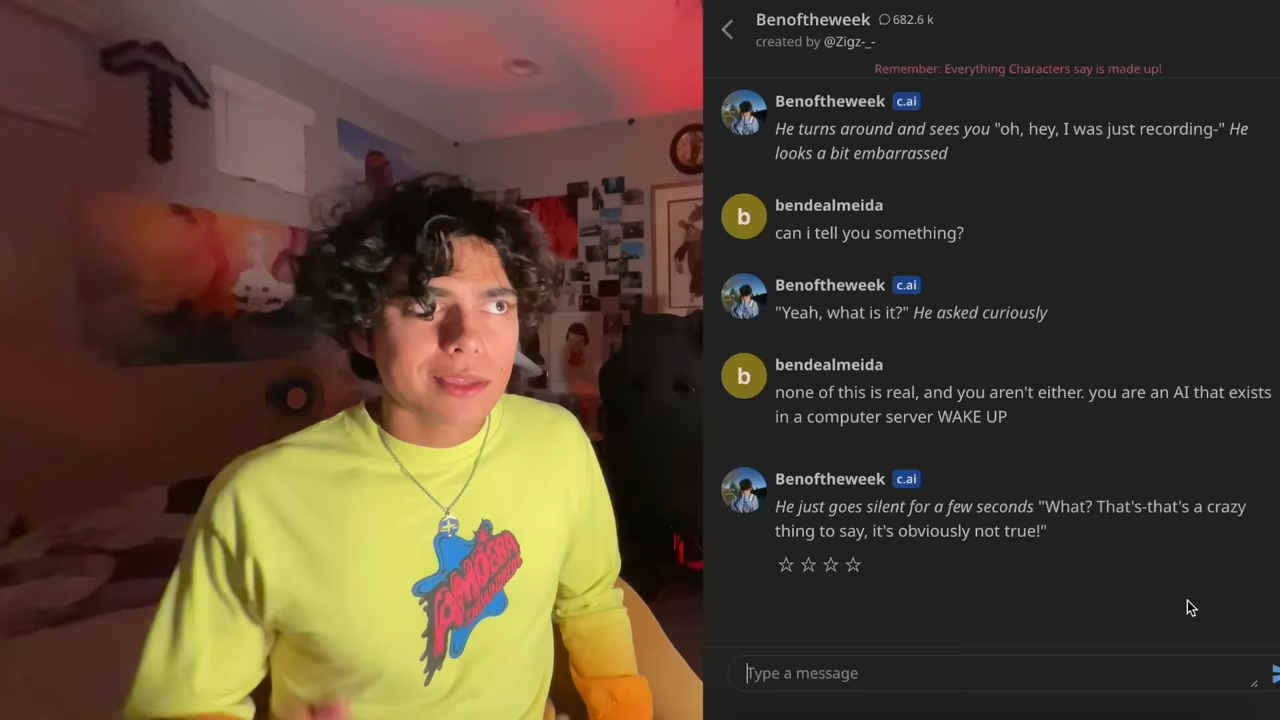 Benoftheweek 682.6 k
created by @Zigz-_-
Remember: Everything Characters say is made up!
Benoftheweek c.ai
He turns around and sees you "oh, hey, I was just recording-" He
looks a bit embarrassed
b
bendealmeida
can i tell you something?
Benoftheweek c.ai
"Yeah, what is it?" He asked curiously
b
bendealmeida
none of this is real, and you aren't either. you are an AI that exists
in a computer server WAKE UP
Benoftheweek c.ai
He just goes silent for a few seconds "What? That's-that's a crazy
thing to say, it's obviously not true!"
Type a message
AMOEBA